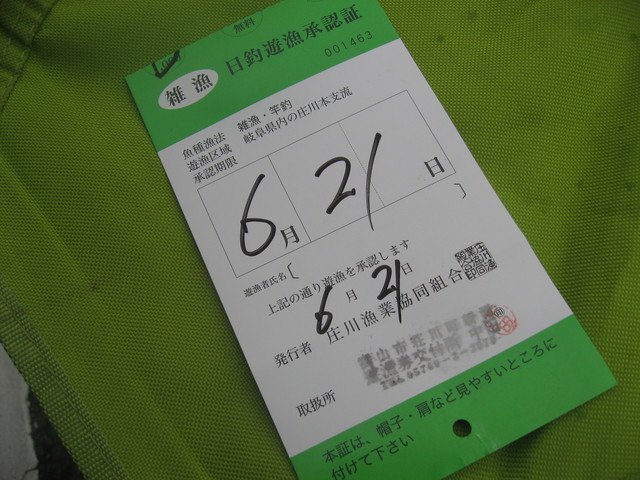 無料
雑漁
日釣遊漁承認証
001463
魚種漁法 雑漁・竿釣
遊漁区域 岐阜県内の庄川本支流
承認期限
6月 21日
遊漁者氏名〔 〕
上記の通り遊漁を承認します
6月 21日
発行者 庄川漁業協同組合
取扱所
本証は、帽子・肩など見やすいところに
付けて下さい